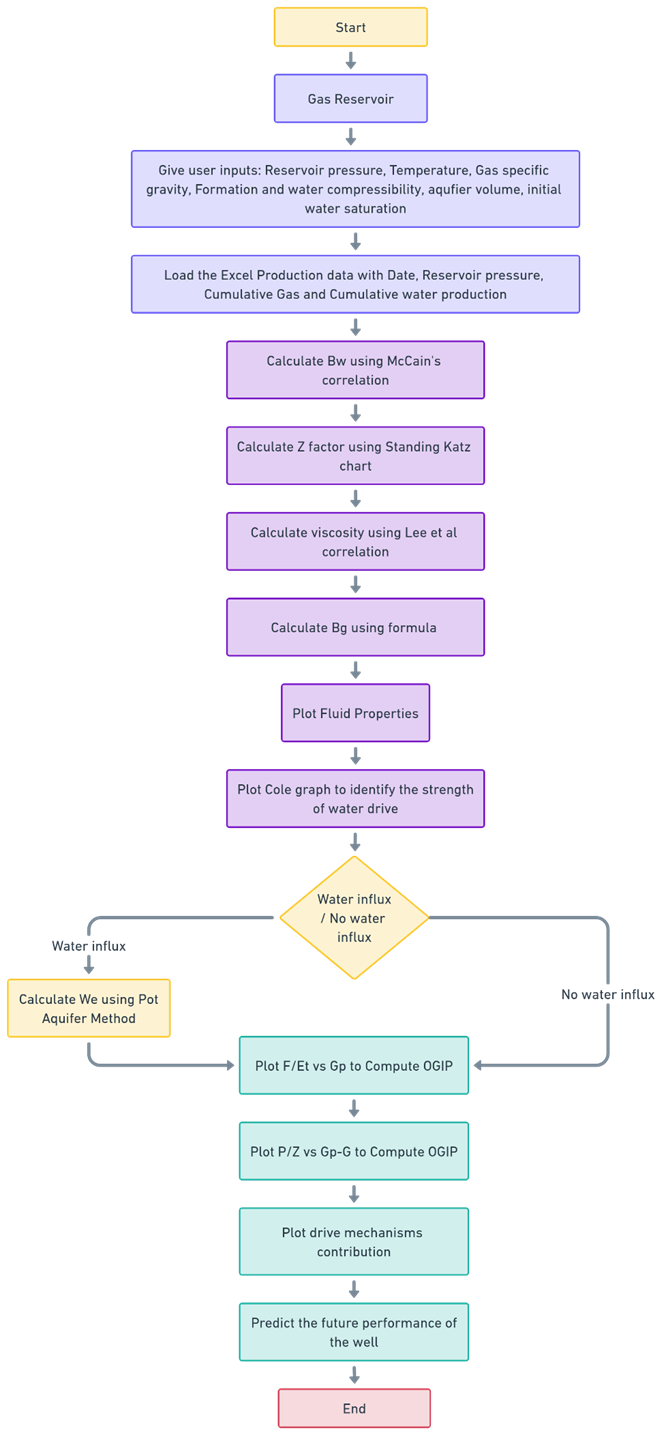 Start
Gas Reservoir
Give user inputs: Reservoir pressure, Temperature, Gas specific
gravity, Formation and water compressibility, aqufier volume, initial
water saturation
Load the Excel Production data with Date, Reservoir pressure,
Cumulative Gas and Cumulative water production
Calculate Bw using McCain's
correlation
Calculate Z factor using Standing Katz
chart
Calculate viscosity using Lee et al
correlation
Calculate Bg using formula
Plot Fluid Properties
Plot Cole graph to identify the strength
of water drive
Water influx
/ No water
influx
Water influx
No water influx
Calculate We using Pot
Aquifer Method
Plot F/Et vs Gp to Compute OGIP
Plot P/Z vs Gp-G to Compute OGIP
Plot drive mechanisms
contribution
Predict the future performance of
the well
End